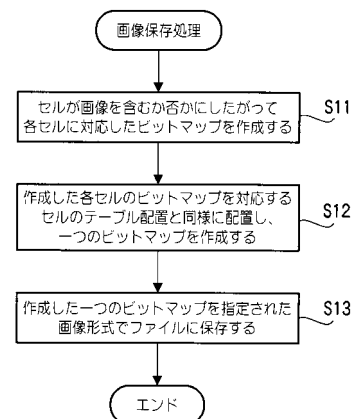 画像保存処理
セルが画像を含むか否かにしたがって
各セルに対応したビットマップを作成する
S11
作成した各セルのビットマップを対応する
セルのテーブル配置と同様に配置し、
一つのビットマップを作成する
S12
作成した一つのビットマップを指定された
画像形式でファイルに保存する
S13
エンド